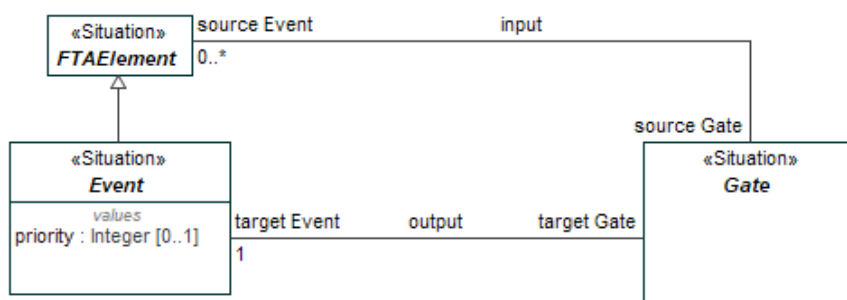 «Situation»
FTAElement
source Event
input
0..*
source Gate
«Situation»
Event
values
priority : Integer [0..1]
«Situation»
Gate
target Event
output
target Gate
1